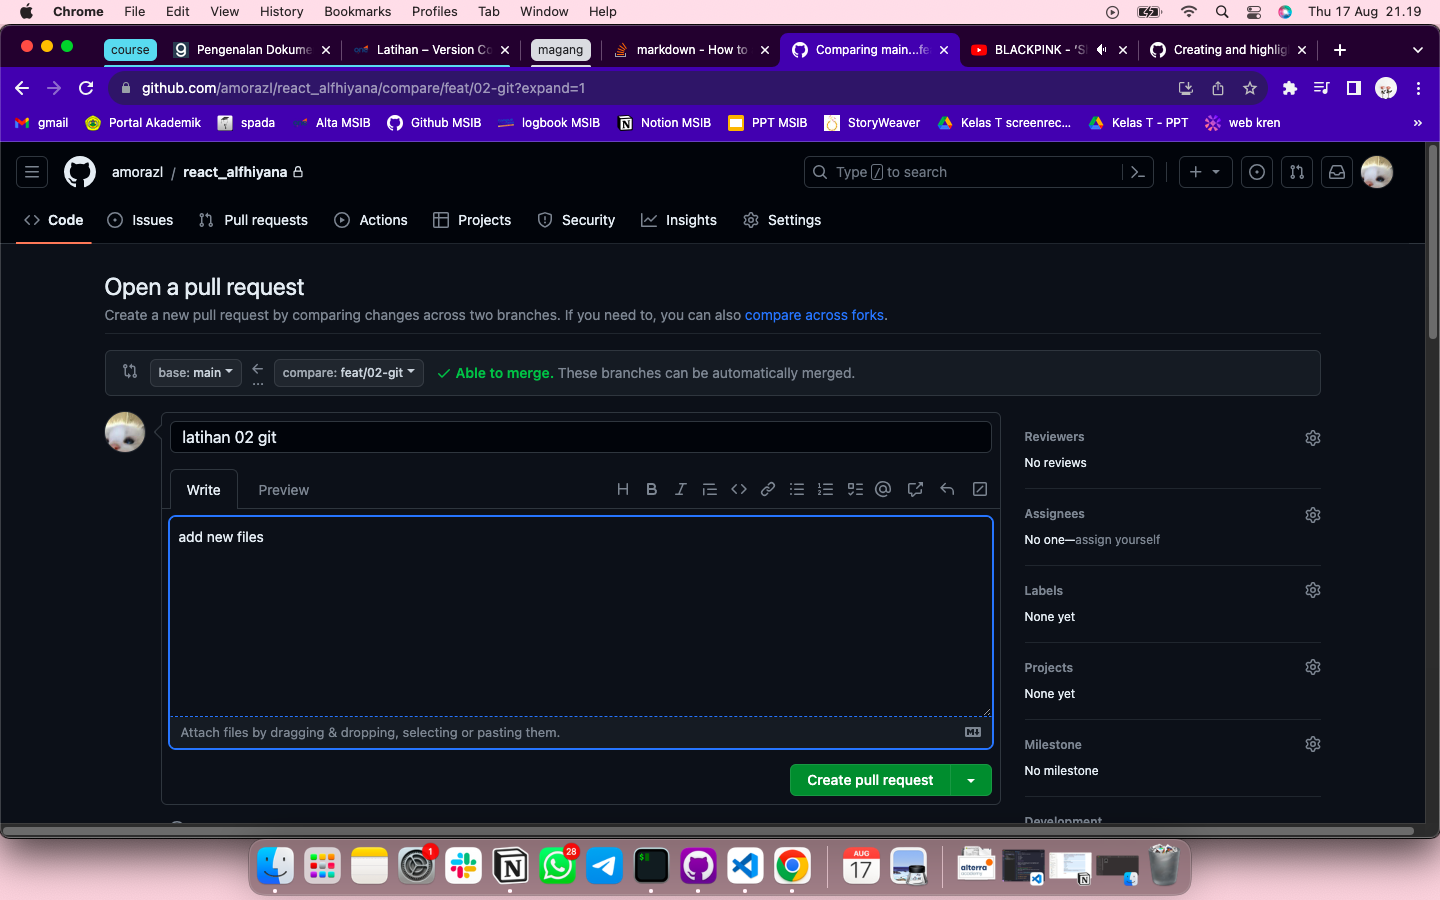 Chrome File Edit View History Bookmarks Profiles Tab Window Help Thu 17 Aug 21.19
course Pengenalan Dokume Latihan – Version Co magang markdown - How to Comparing main...fe BLACKPINK - 'S Creating and highlig
github.com/amorazl/react_alfhiyana/compare/feat/02-git?expand=1
gmail Portal Akademik spada Alta MSIB Github MSIB logbook MSIB Notion MSIB PPT MSIB StoryWeaver Kelas T screenrec... Kelas T - PPT web kren »
amorazl / react_alfhiyana Type / to search
Code Issues Pull requests Actions Projects Security Insights Settings
Open a pull request
Create a new pull request by comparing changes across two branches. If you need to, you can also compare across forks.
base: main compare: feat/02-git Able to merge. These branches can be automatically merged.
latihan 02 git
Write Preview
add new files
Attach files by dragging & dropping, selecting or pasting them.
Create pull request
Reviewers
No reviews
Assignees
No one—assign yourself
Labels
None yet
Projects
None yet
Milestone
No milestone
Development
1 28 AUG 17 alterra